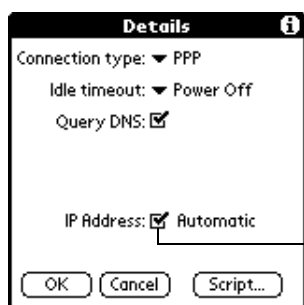 Details
Connection type: PPP
Idle timeout: Power Off
Query DNS:
IP Address: Automatic
OK Cancel Script...